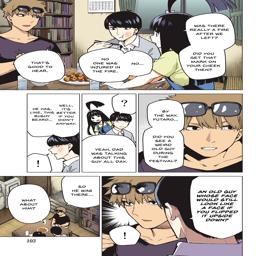 WAS THERE
REALLY A FIRE
AFTER WE
LEFT?
DID YOU
GET THAT
MARK ON
YOUR CHEEK
THEN?
NO...
NO
ONE WAS
INJURED
IN THE
FIRE.
THAT'S
GOOD TO
HEAR.
BY
THE WAY,
FUTARO...
DID YOU
SEE A
WEIRD OLD
GUY DURING
THE
FESTIVAL?
?
WELL,
IT'S
BETTER
IF YOU
DIDN'T
ANYWAY.
HE
HAS,
LIKE, THIS
BUSHY
BEARD...
YEAH, DAD
WAS TALKING
ABOUT THIS
GUY ALL DAY.
AN OLD GUY
WHOSE FACE
WOULD STILL
LOOK LIKE
A FACE IF
YOU FLIPPED
IT UPSIDE
DOWN?
!
SO HE
WAS
THERE...
WHAT
ABOUT
HIM?
!
103